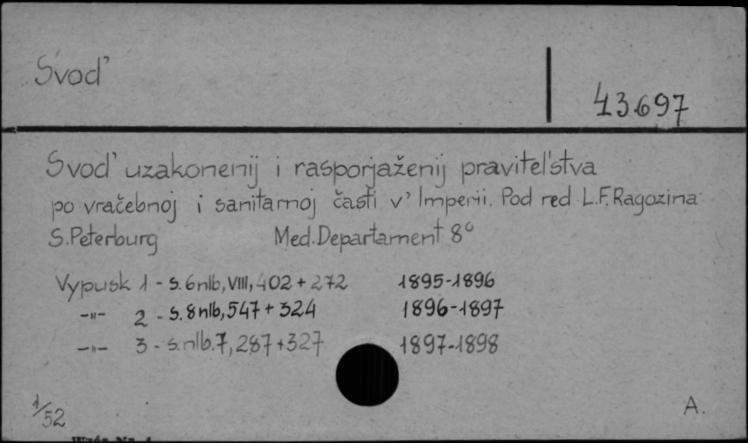 Svod'
43697
Svod' uzakonenij i rasporjaženij pravitel'stva
po vračebnoj i sanitarnoj časti v' Imperii. Pod red L.F. Ragozina
S. Peterburg Med. Departament 8°
Vypusk 1 - s. 6nlb, VIII, 402 + 272 1895-1896
-"- 2 - s. 8nlb, 547 + 324 1896-1897
-"- 3 - s. nlb. 7, 287 + 327 1897-1898
1/52 A.